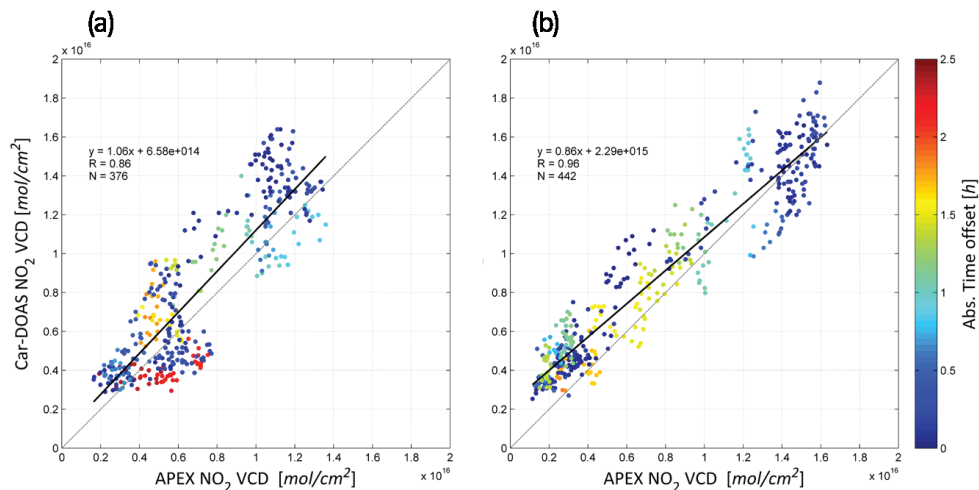 (a)
(b)
x 10^16
2
1.8
1.6
1.4
1.2
1
0.8
0.6
0.4
0.2
0
Car-DOAS NO2 VCD [mol/cm2]
y = 1.06x + 6.58e+014
R = 0.86
N = 376
0 0.2 0.4 0.6 0.8 1 1.2 1.4 1.6 1.8 2
x 10^16
APEX NO2 VCD [mol/cm2]
x 10^16
2
1.8
1.6
1.4
1.2
1
0.8
0.6
0.4
0.2
0
y = 0.86x + 2.29e+015
R = 0.96
N = 442
0 0.2 0.4 0.6 0.8 1 1.2 1.4 1.6 1.8 2
x 10^16
APEX NO2 VCD [mol/cm2]
2.5
2
1.5
1
0.5
0
Abs. Time offset [h]